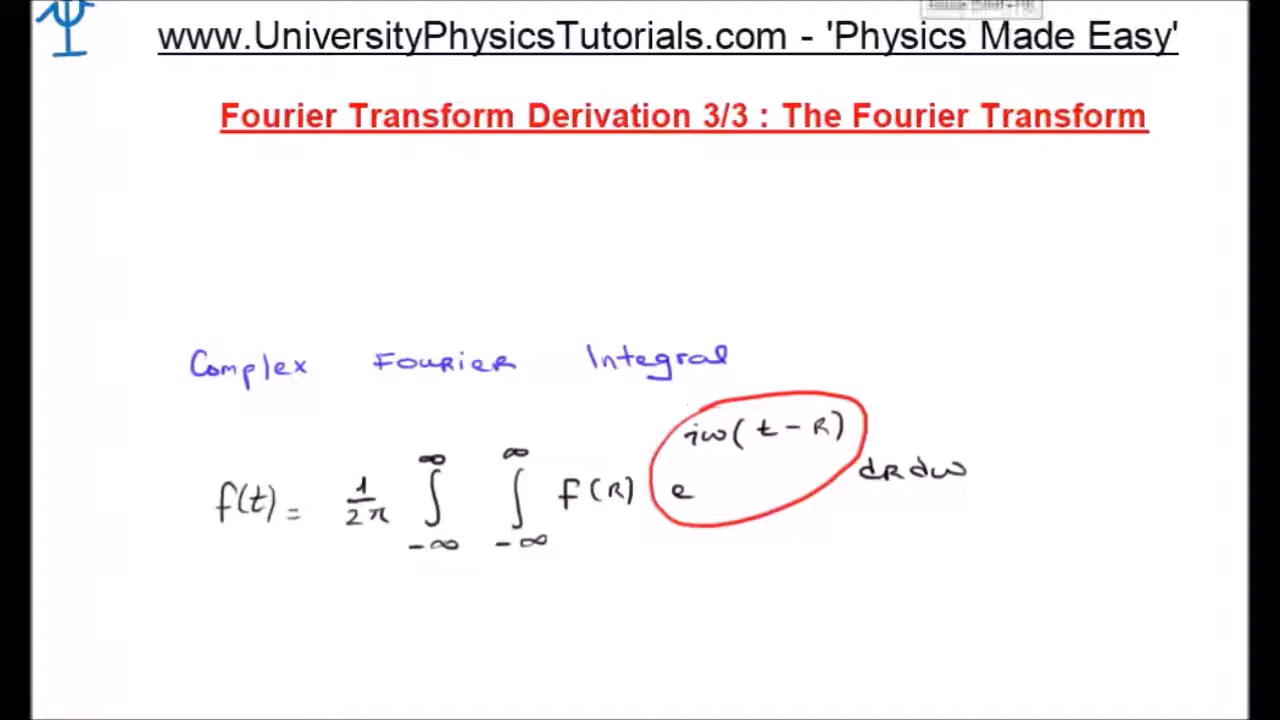 www.UniversityPhysicsTutorials.com - 'Physics Made Easy'
Fourier Transform Derivation 3/3 : The Fourier Transform
Complex Fourier Integral
f(t) = 1/2π ∫_{-∞}^{∞} ∫_{-∞}^{∞} f(R) e^{iω(t-R)} dR dω